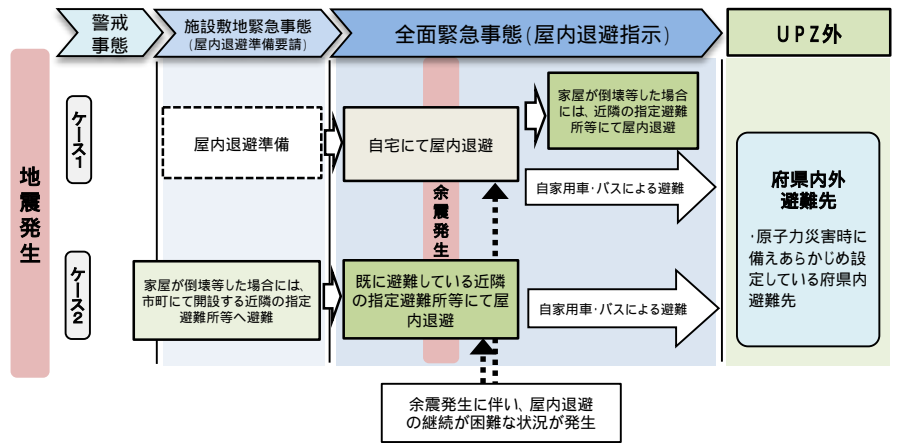 警戒
事態
施設敷地緊急事態
(屋内退避準備要請)
全面緊急事態(屋内退避指示)
UPZ外
地震発生
ケース1
屋内退避準備
自宅にて屋内退避
家屋が倒壊等した場合
には、近隣の指定避難
所等にて屋内退避
自家用車・バスによる避難
余震発生
ケース2
家屋が倒壊等した場合には、
市町にて開設する近隣の指定
避難所等へ避難
既に避難している近隣
の指定避難所等にて屋
内退避
自家用車・バスによる避難
府県内外
避難先
・原子力災害時に
備えあらかじめ設
定している府県内
避難先
余震発生に伴い、屋内退避
の継続が困難な状況が発生